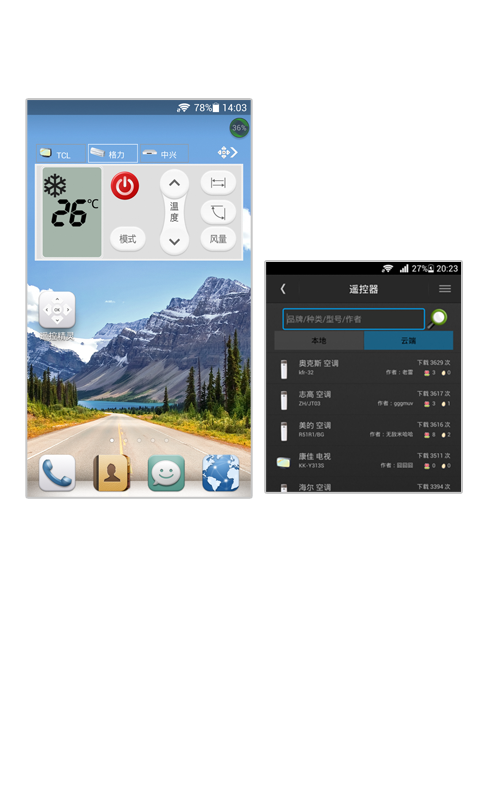 78% 14:03
36%
TCL 格力 中兴
26℃
温度
模式
风量
遥控精灵
27% 20:23
遥控器
品牌/种类/型号/作者
本地 云端
奥克斯 空调 下载 3629 次
kfr-32 作者：老雷 3 0
志高 空调 下载 3617 次
ZH/JT03 作者：gggmuv 3 1
美的 空调 下载 3616 次
R51R1/BG 作者：无敌米哈哈 8 2
康佳 电视 下载 3511 次
KK-Y313S 作者：囧囧囧 0 0
海尔 空调 下载 3394 次